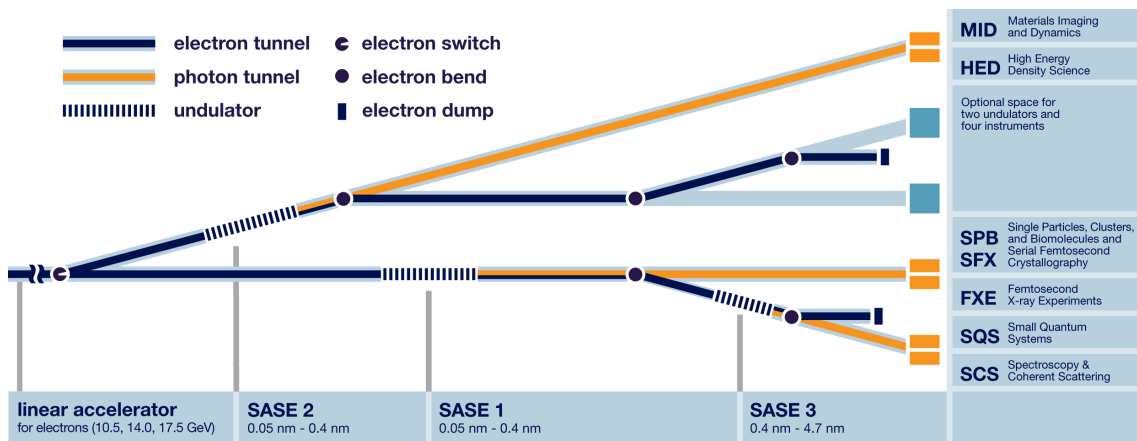 electron tunnel
photon tunnel
undulator
electron switch
electron bend
electron dump
MID
Materials Imaging
and Dynamics
HED
High Energy
Density Science
Optional space for
two undulators and
four instruments
SPB
SFX
Single Particles, Clusters,
and Biomolecules and
Serial Femtosecond
Crystallography
FXE
Femtosecond
X-ray Experiments
SQS
Small Quantum
Systems
SCS
Spectroscopy &
Coherent Scattering
linear accelerator
for electrons (10.5, 14.0, 17.5 GeV)
SASE 2
0.05 nm - 0.4 nm
SASE 1
0.05 nm - 0.4 nm
SASE 3
0.4 nm - 4.7 nm